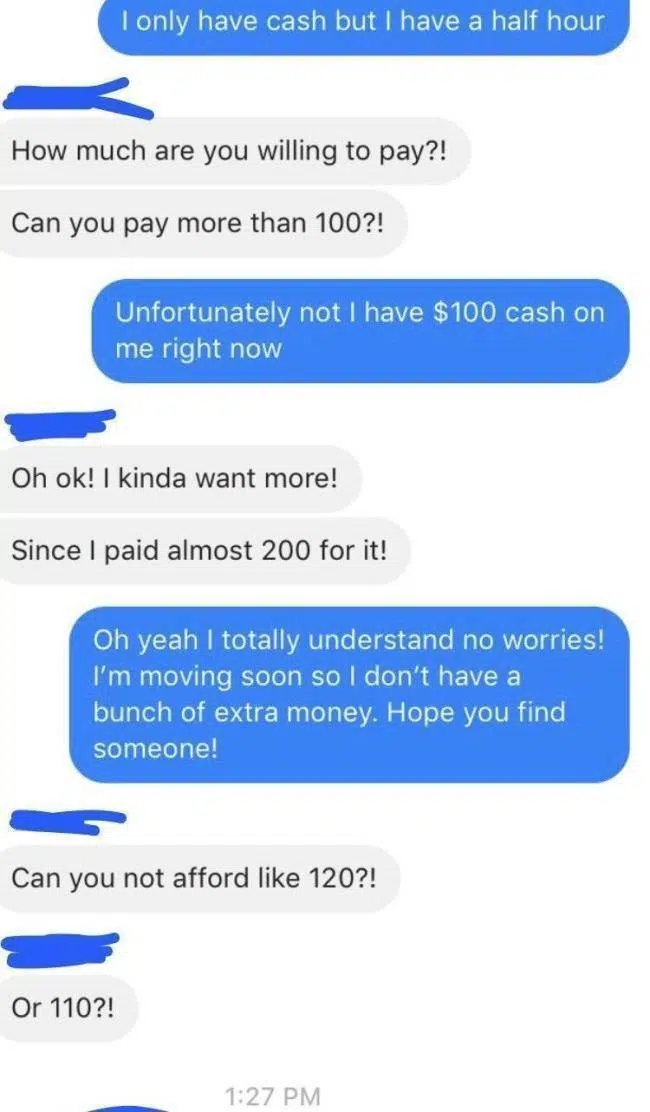 I only have cash but I have a half hour
How much are you willing to pay?!
Can you pay more than 100?!
Unfortunately not I have $100 cash on
me right now
Oh ok! I kinda want more!
Since I paid almost 200 for it!
Oh yeah I totally understand no worries!
I'm moving soon so I don't have a
bunch of extra money. Hope you find
someone!
Can you not afford like 120?!
Or 110?!
1:27 PM